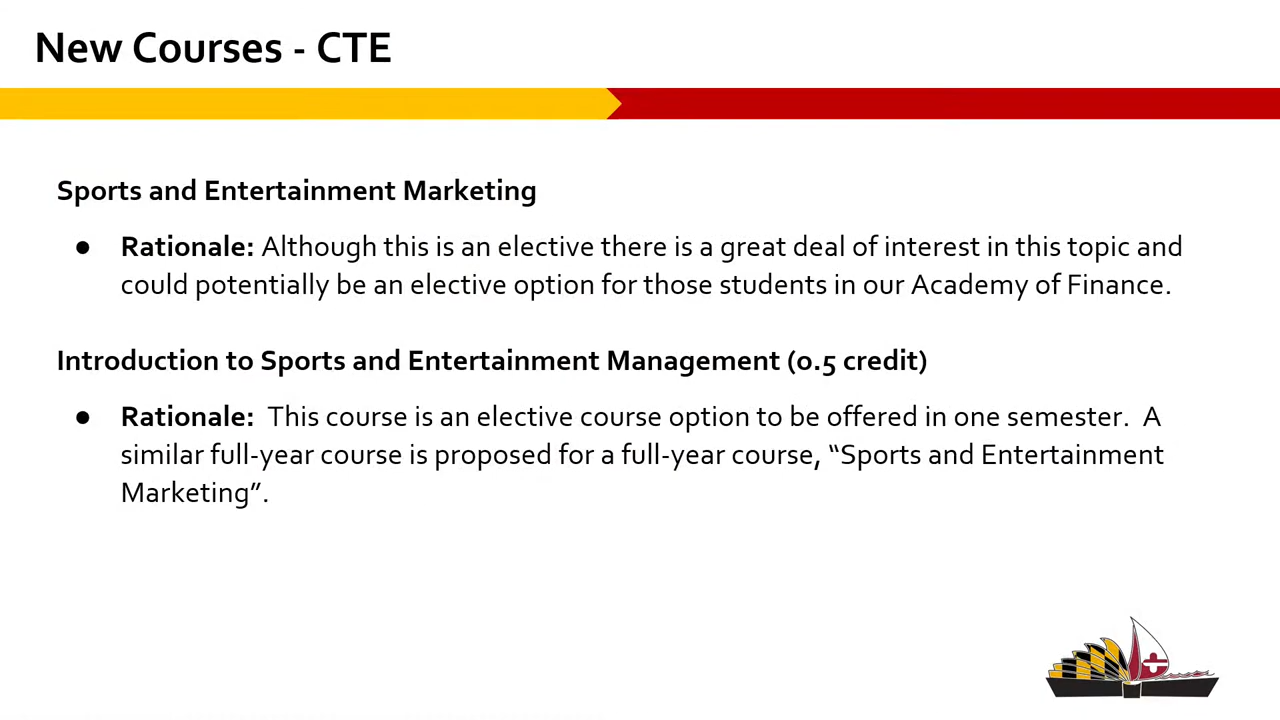 New Courses - CTE
Sports and Entertainment Marketing
● Rationale: Although this is an elective there is a great deal of interest in this topic and
could potentially be an elective option for those students in our Academy of Finance.
Introduction to Sports and Entertainment Management (0.5 credit)
● Rationale:  This course is an elective course option to be offered in one semester.  A
similar full-year course is proposed for a full-year course, “Sports and Entertainment
Marketing”.